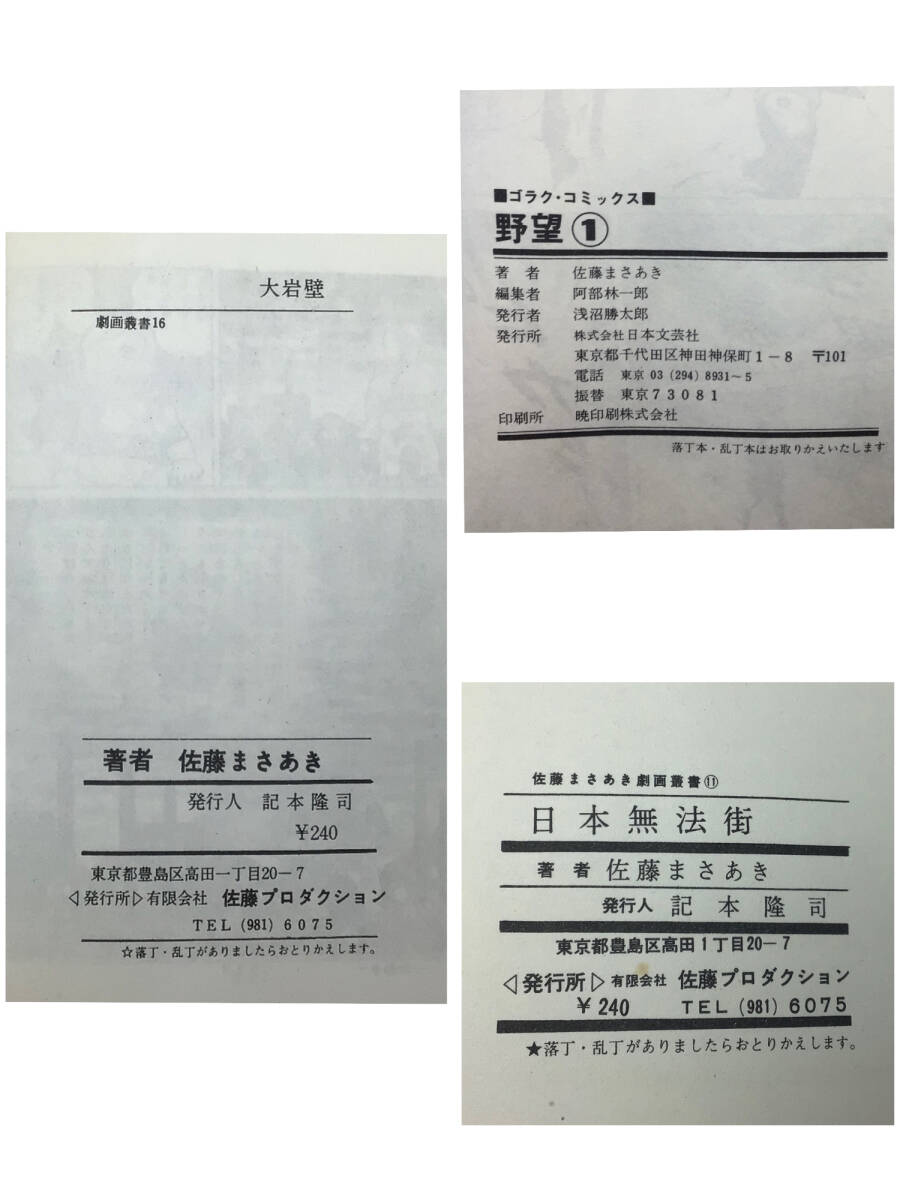 大岩壁
劇画叢書16
著者 佐藤まさあき
発行人 記本隆司
¥240
東京都豊島区高田一丁目20-7
◁発行所▷有限会社 佐藤プロダクション
TEL (981) 6075
☆落丁・乱丁がありましたらおとりかえします。
■ゴラク・コミックス■
野望①
著者 佐藤まさあき
編集者 阿部林一郎
発行者 浅沼勝太郎
発行所 株式会社日本文芸社
東京都千代田区神田神保町1-8 〒101
電話 東京 03 (294) 8931~5
振替 東京73081
印刷所 暁印刷株式会社
落丁本・乱丁本はお取りかえいたします
佐藤まさあき劇画叢書⑪
日本無法街
著者 佐藤まさあき
発行人 記本隆司
東京都豊島区高田1丁目20-7
◁発行所▷有限会社 佐藤プロダクション
¥240 TEL (981) 6075
★落丁・乱丁がありましたらおとりかえします。